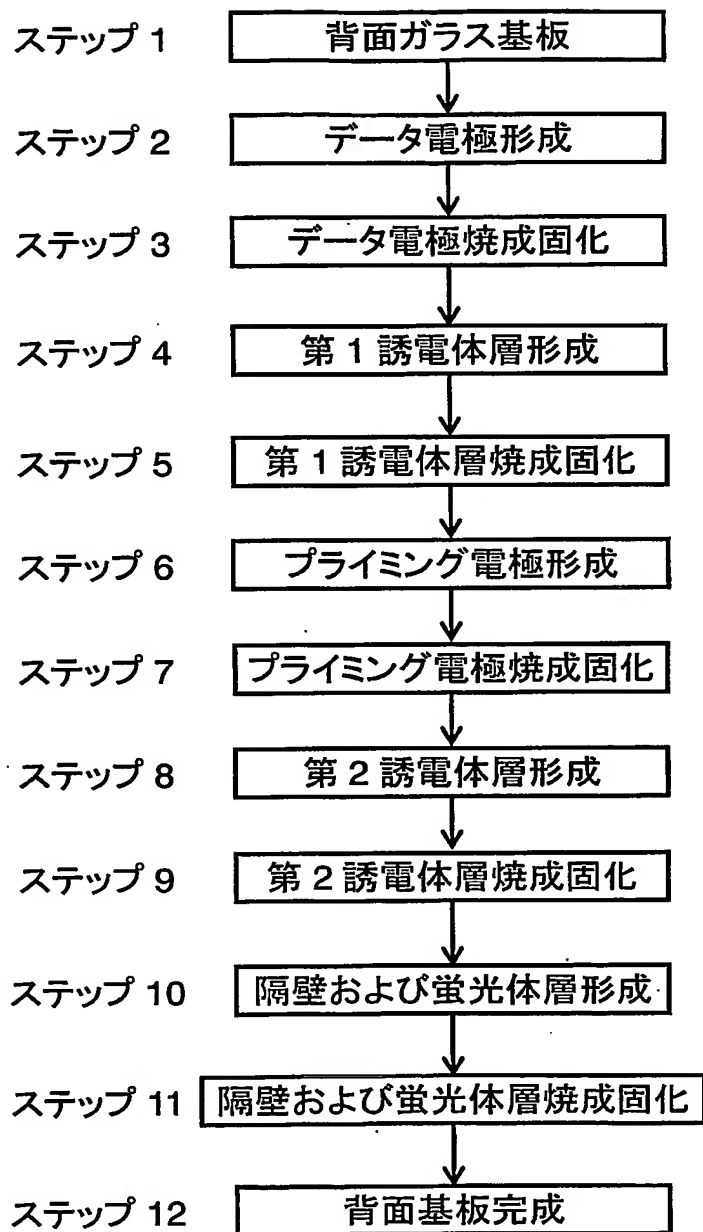 ステップ 1 背面ガラス基板
ステップ 2 データ電極形成
ステップ 3 データ電極焼成固化
ステップ 4 第 1 誘電体層形成
ステップ 5 第 1 誘電体層焼成固化
ステップ 6 プライミング電極形成
ステップ 7 プライミング電極焼成固化
ステップ 8 第 2 誘電体層形成
ステップ 9 第 2 誘電体層焼成固化
ステップ 10 隔壁および蛍光体層形成
ステップ 11 隔壁および蛍光体層焼成固化
ステップ 12 背面基板完成